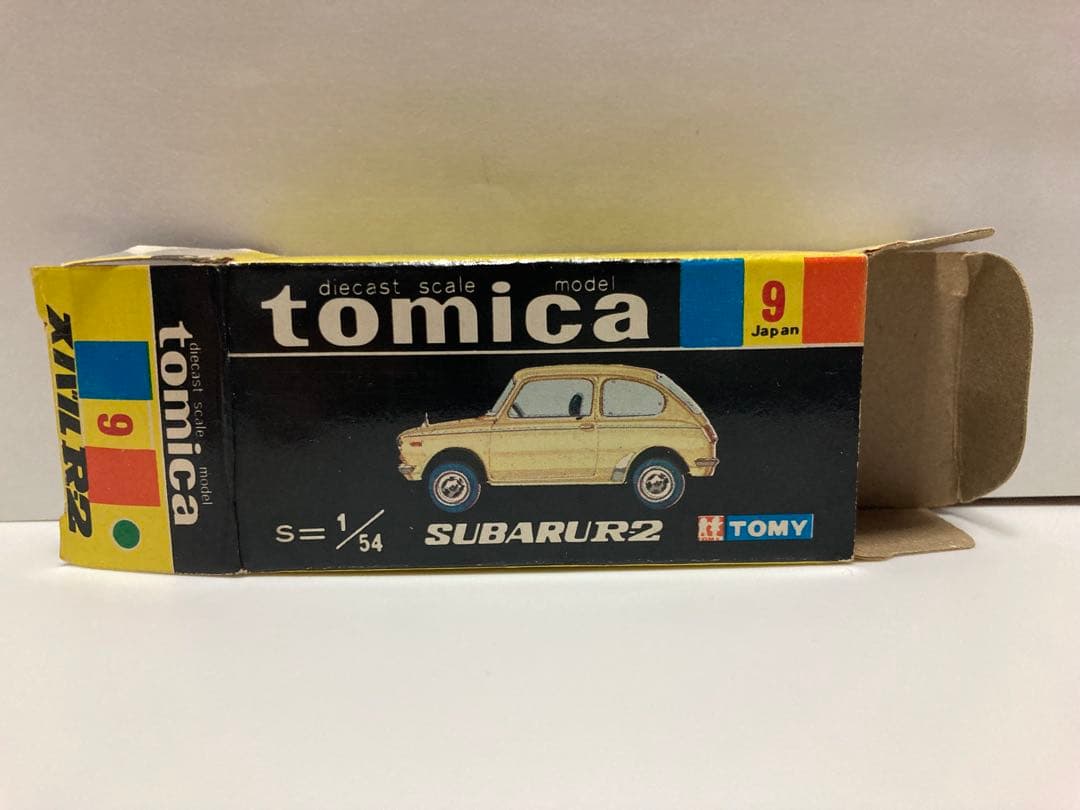 diecast scale model
tomica
9
Japan
S=1/54
SUBARUR-2
TOMY
スバルR-2
9
diecast scale model
tomica